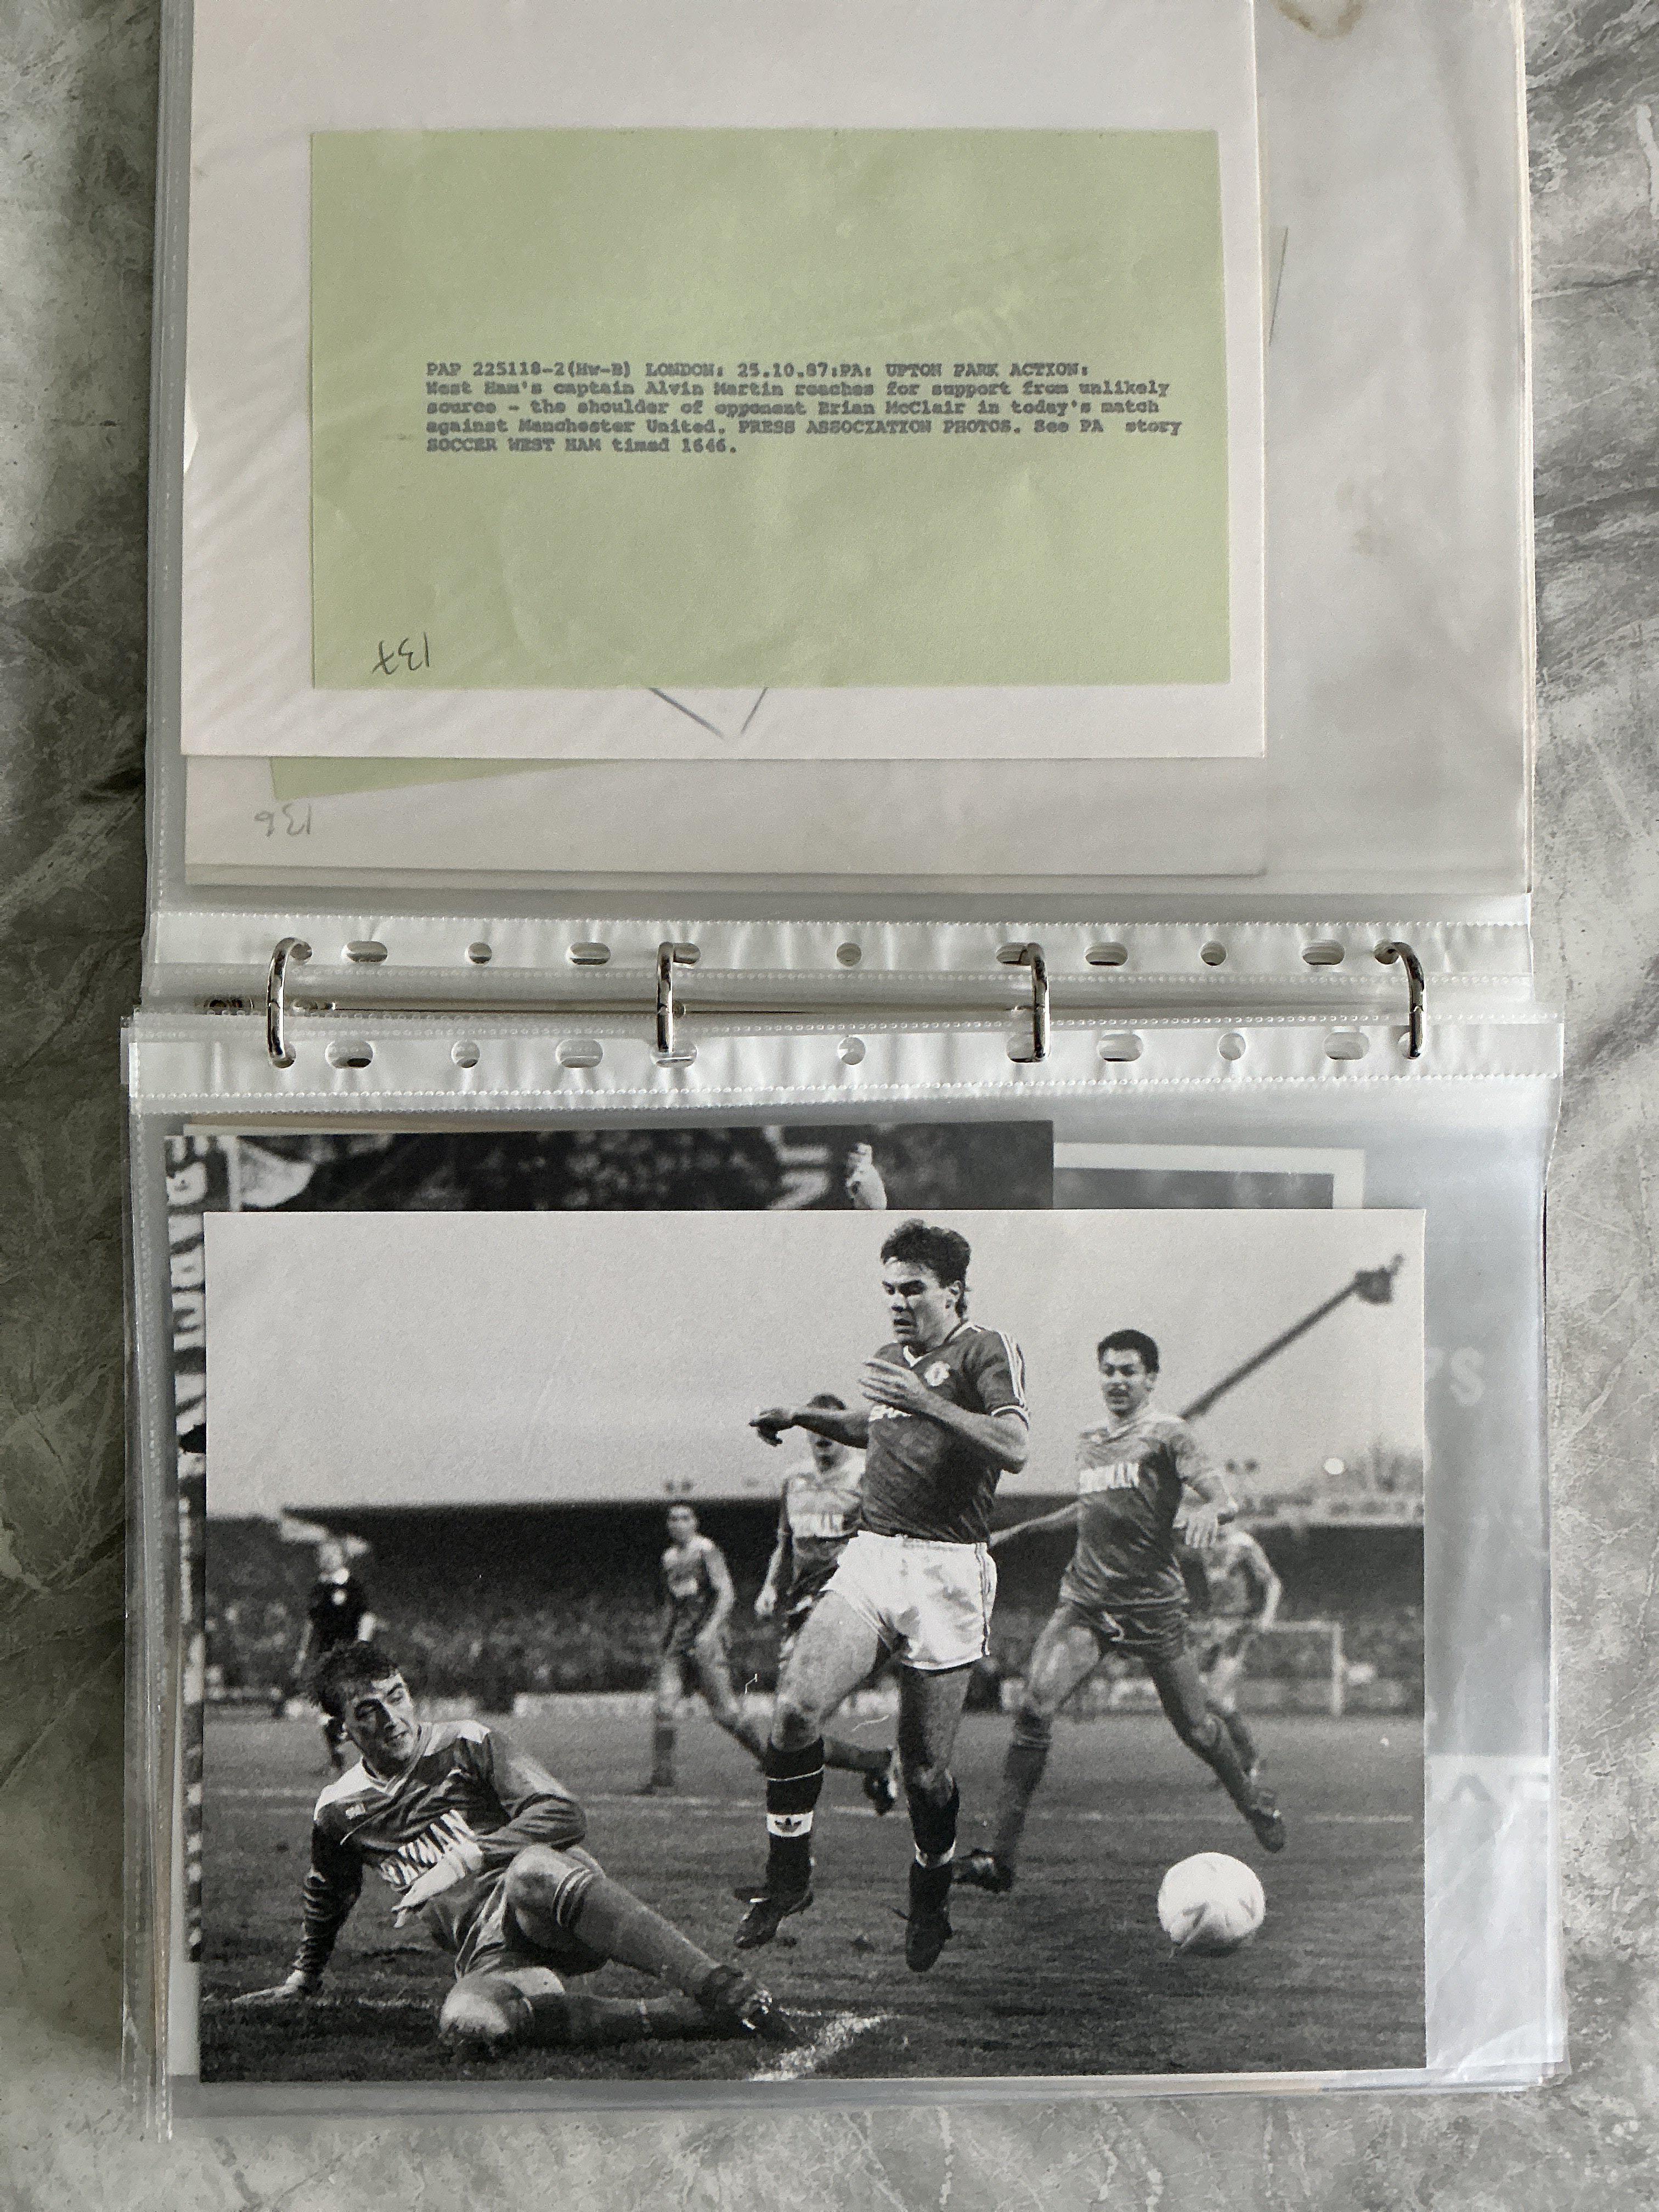 PAP 225118-2(Hw-B) LONDON: 25.10.87:PA: UPTON PARK ACTION:
West Ham's captain Alvin Martin reaches for support from unlikely
source - the shoulder of opponent Brian McClair in today's match
against Manchester United. PRESS ASSOCIATION PHOTOS. See PA story
SOCCER WEST HAM timed 1646.
137
136